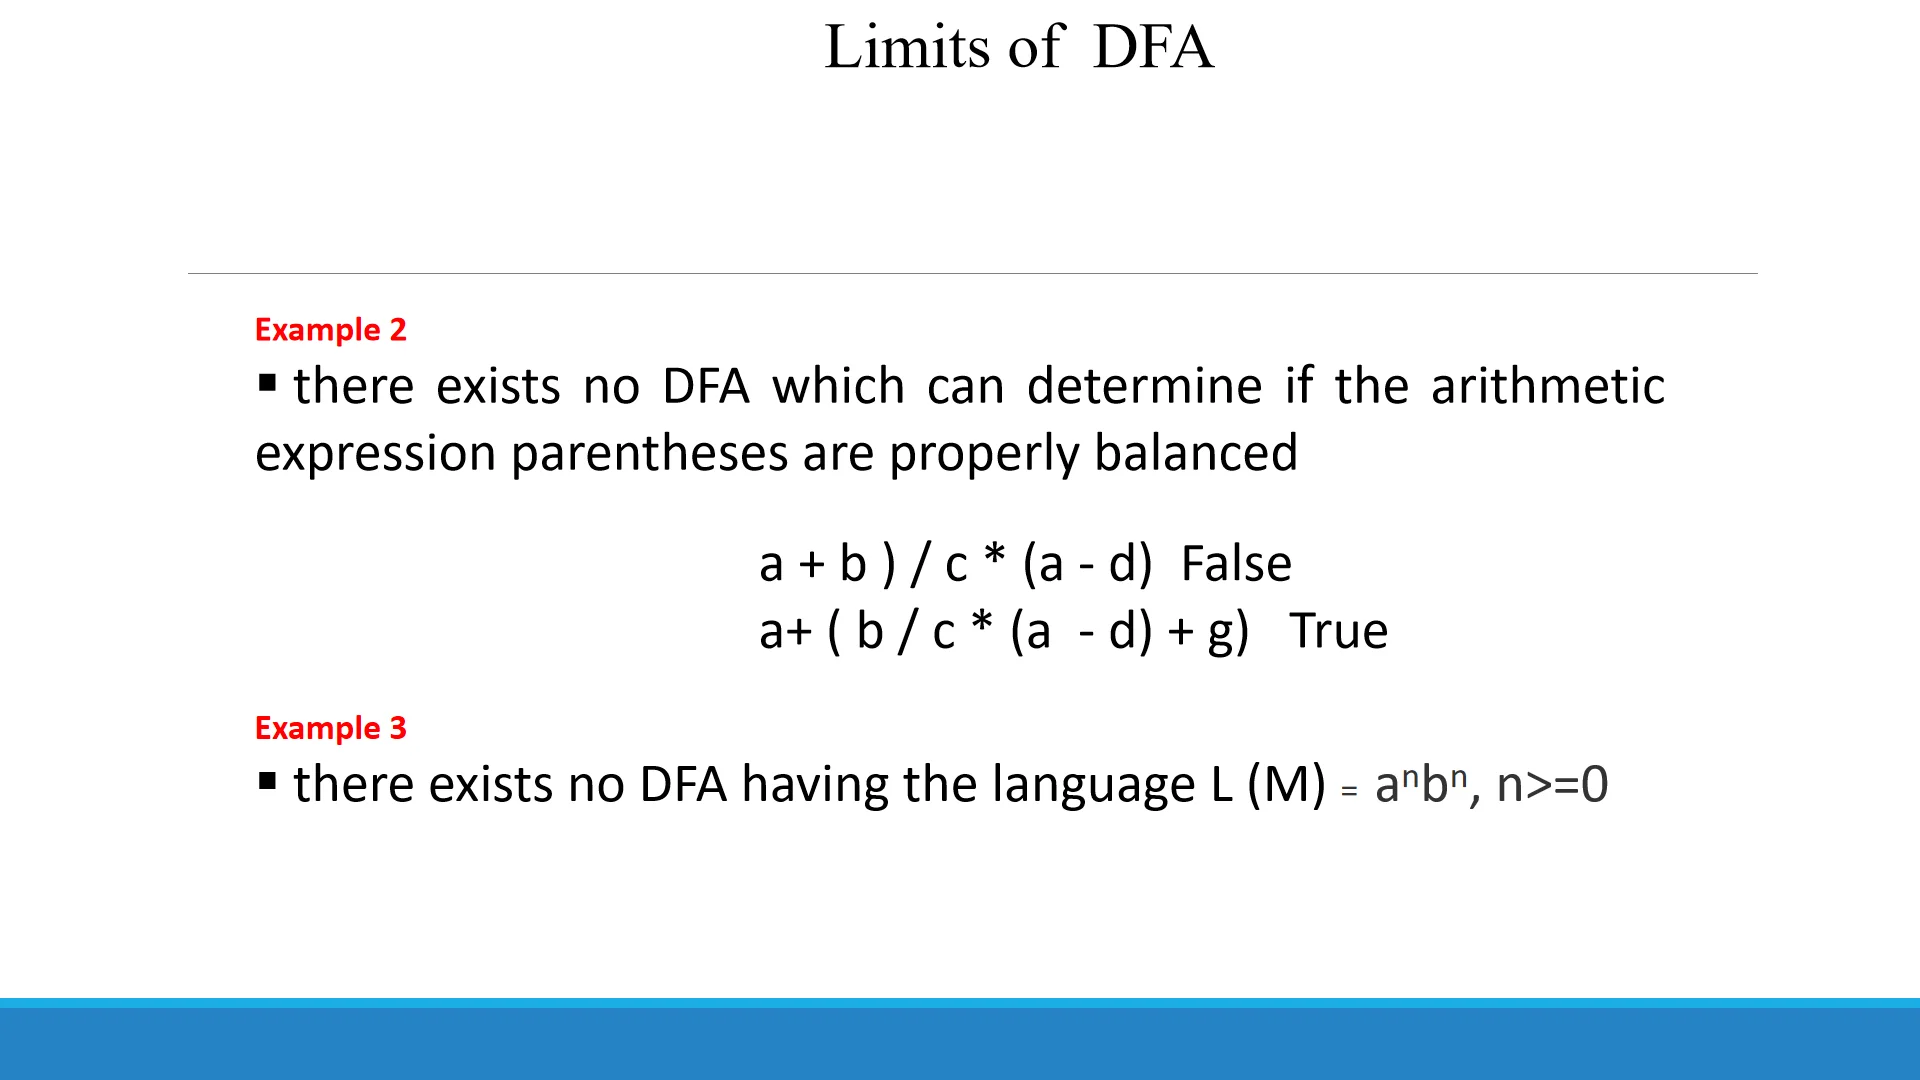 Limits of DFA
Example 2
▪ there exists no DFA which can determine if the arithmetic
expression parentheses are properly balanced
a + b ) / c * (a - d) False
a+ ( b / c * (a - d) + g) True
Example 3
▪ there exists no DFA having the language L (M) = aⁿbⁿ, n>=0